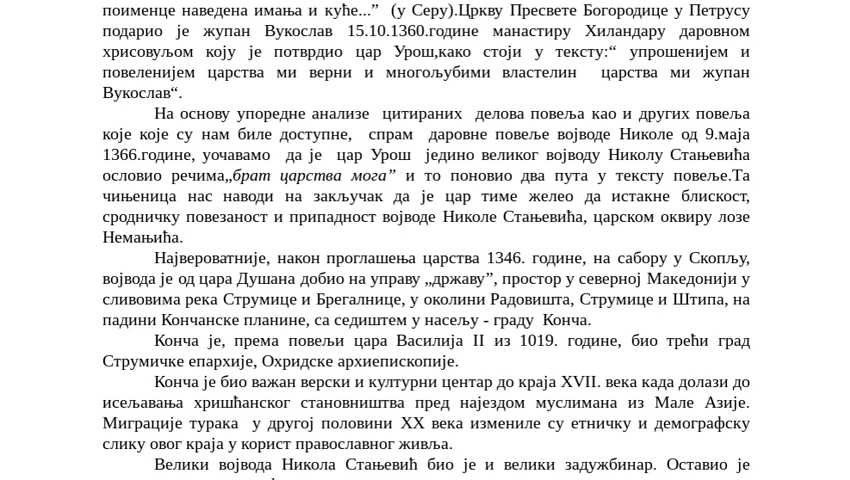 поименце наведена имања и куће...” (у Серу).Цркву Пресвете Богородице у Петрусу
подарио је жупан Вукослав 15.10.1360.године манастиру Хиландару даровном
хрисовуљом коју је потврдио цар Урош,како стоји у тексту:“ упрошенијем и
повеленијем царства ми верни и многољубими властелин царства ми жупан
Вукослав“.
На основу упоредне анализе цитираних делова повеља као и других повеља
које које су нам биле доступне, спрам даровне повеље војводе Николе од 9.маја
1366.године, уочавамо да је цар Урош једино великог војводу Николу Стањевића
ословио речима„брат царства мога” и то поновио два пута у тексту повеље.Та
чињеница нас наводи на закључак да је цар тиме желео да истакне блискост,
сродничку повезаност и припадност војводе Николе Стањевића, царском оквиру лозе
Немањића.
Највероватније, након проглашења царства 1346. године, на сабору у Скопљу,
војвода је од цара Душана добио на управу „државу”, простор у северној Македонији у
сливовима река Струмице и Брегалнице, у околини Радовишта, Струмице и Штипа, на
падини Кончанске планине, са седиштем у насељу - граду Конча.
Конча је, према повељи цара Василија II из 1019. године, био трећи град
Струмичке епархије, Охридске архиепископије.
Конча је био важан верски и културни центар до краја XVII. века када долази до
исељавања хришћанског становништва пред најездом муслимана из Мале Азије.
Миграције турака у другој половини XX века измениле су етничку и демографску
слику овог краја у корист православног живља.
Велики војвода Никола Стањевић био је и велики задужбинар. Оставио је